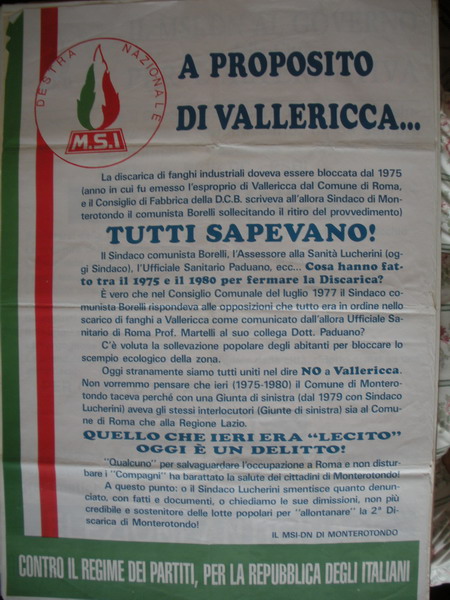 DESTRA NAZIONALE
M.S.I
A PROPOSITO
DI VALLERICCA...
La discarica di fanghi industriali doveva essere bloccata dal 1975
(anno in cui fu emesso l'esproprio di Vallericca dal Comune di Roma,
e il Consiglio di Fabbrica della D.C.B. scriveva all'allora Sindaco di Mon-
terotondo il comunista Borelli sollecitando il ritiro del provvedimento)
TUTTI SAPEVANO!
Il Sindaco comunista Borelli, l'Assessore alla Sanità Lucherini (og-
gi Sindaco), l'Ufficiale Sanitario Paduano, ecc... Cosa hanno fat-
to tra il 1975 e il 1980 per fermare la Discarica?
È vero che nel Consiglio Comunale del luglio 1977 il Sindaco co-
munista Borelli rispondeva alle opposizioni che tutto era in ordine nello
scarico di fanghi a Vallericca come comunicato dall'allora Ufficiale Sa-
nitario di Roma Prof. Martelli al suo collega Dott. Paduano?
C'è voluta la sollevazione popolare degli abitanti per bloccare lo
scempio ecologico della zona.
Oggi stranamente siamo tutti uniti nel dire NO a Vallericca.
Non vorremmo pensare che ieri (1975-1980) il Comune di Montero-
tondo taceva perché con una Giunta di sinistra (dal 1979 con Sindaco
Lucherini) aveva gli stessi interlocutori (Giunte di sinistra) sia al Comu-
ne di Roma che alla Regione Lazio.
QUELLO CHE IERI ERA "LECITO"
OGGI È UN DELITTO!
"Qualcuno" per salvaguardare l'occupazione a Roma e non distur-
bare i "Compagni" ha barattato la salute dei cittadini di Monterotondo!
A questo punto: o il Sindaco Lucherini smentisce quanto denun-
ciato, con fatti e documenti, o chiediamo le sue dimissioni, non più
credibile e sostenitore delle lotte popolari per "allontanare" la 2ª Di-
scarica di Monterotondo!
IL MSI-DN DI MONTEROTONDO
CONTRO IL REGIME DEI PARTITI, PER LA REPUBBLICA DEGLI ITALIANI